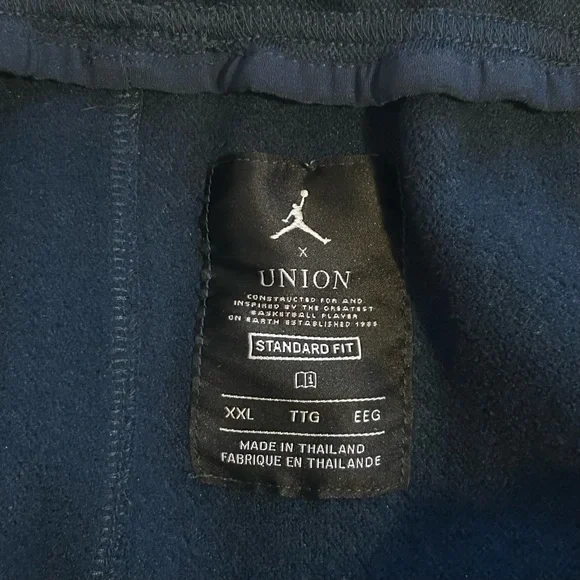 X
UNION
CONSTRUCTED FOR AND
INSPIRED BY THE GREATEST
BASKETBALL PLAYER
ON EARTH ESTABLISHED 1985
STANDARD FIT
XXL TTG EEG
MADE IN THAILAND
FABRIQUE EN THAILANDE